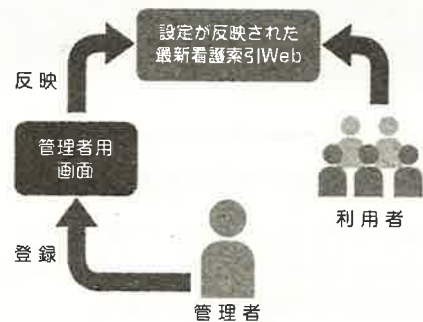 設定が反映された
最新看護索引Web
反映
管理者用
画面
利用者
登録
管理者